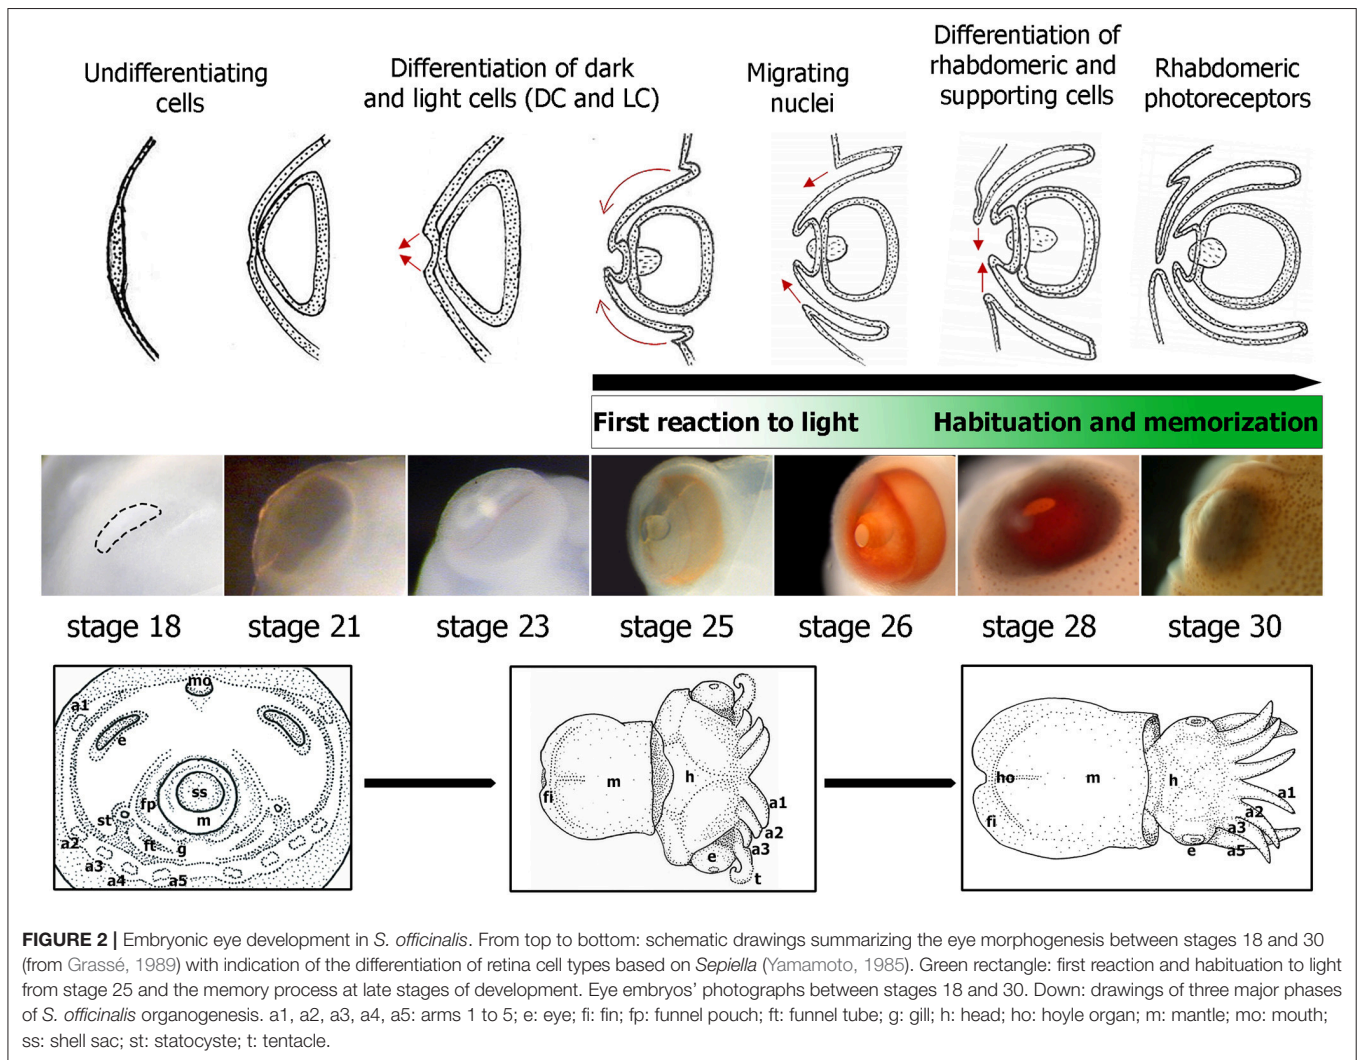 Undifferentiating
cells
Differentiation of dark
and light cells (DC and LC)
Migrating
nuclei
Differentiation of
rhabdomeric and
supporting cells
Rhabdomeric
photoreceptors
First reaction to light
Habituation and memorization
stage 18
stage 21
stage 23
stage 25
stage 26
stage 28
stage 30
mo
a1
e
ss
fp
m
st
a2
ft
g
a3
a4
a5
fi
m
h
a1
a2
a3
e
t
ho
m
h
fi
a1
a2
a3
e
a5
FIGURE 2 | Embryonic eye development in S. officinalis. From top to bottom: schematic drawings summarizing the eye morphogenesis between stages 18 and 30
(from Grassé, 1989) with indication of the differentiation of retina cell types based on Sepiella (Yamamoto, 1985). Green rectangle: first reaction and habituation to light
from stage 25 and the memory process at late stages of development. Eye embryos' photographs between stages 18 and 30. Down: drawings of three major phases
of S. officinalis organogenesis. a1, a2, a3, a4, a5: arms 1 to 5; e: eye; fi: fin; fp: funnel pouch; ft: funnel tube; g: gill; h: head; ho: hoyle organ; m: mantle; mo: mouth;
ss: shell sac; st: statocyste; t: tentacle.